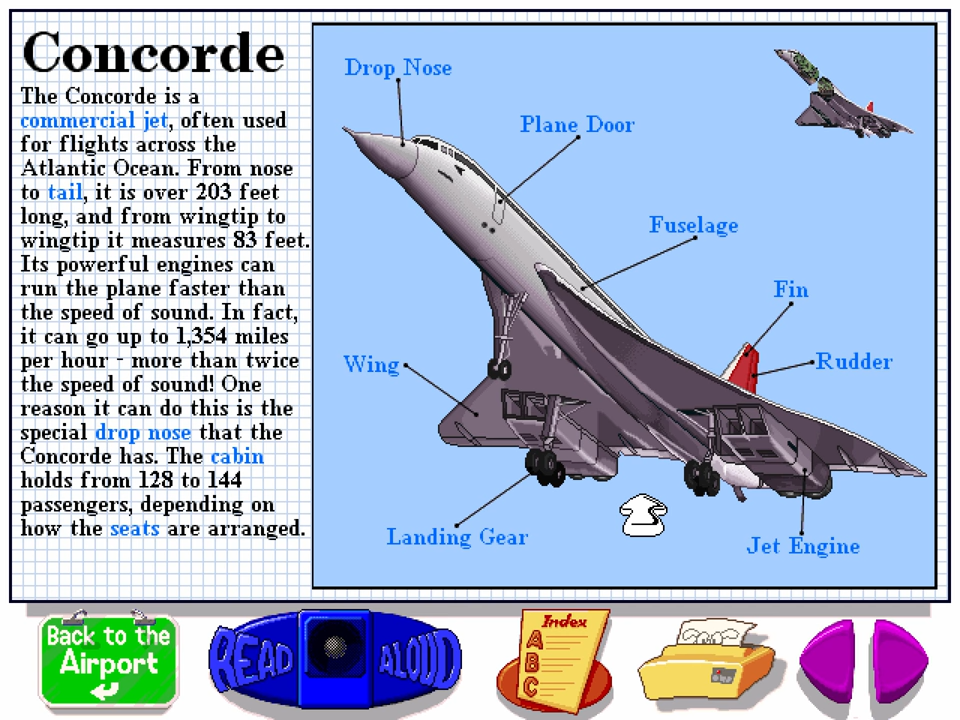 Concorde
The Concorde is a
commercial jet, often used
for flights across the
Atlantic Ocean. From nose
to tail, it is over 203 feet
long, and from wingtip to
wingtip it measures 83 feet.
Its powerful engines can
run the plane faster than
the speed of sound. In fact,
it can go up to 1,354 miles
per hour - more than twice
the speed of sound! One
reason it can do this is the
special drop nose that the
Concorde has. The cabin
holds from 128 to 144
passengers, depending on
how the seats are arranged.
Drop Nose
Plane Door
Fuselage
Fin
Rudder
Wing
Landing Gear
Jet Engine
Back to the
Airport
READ ALOUD
Index
A
B
C